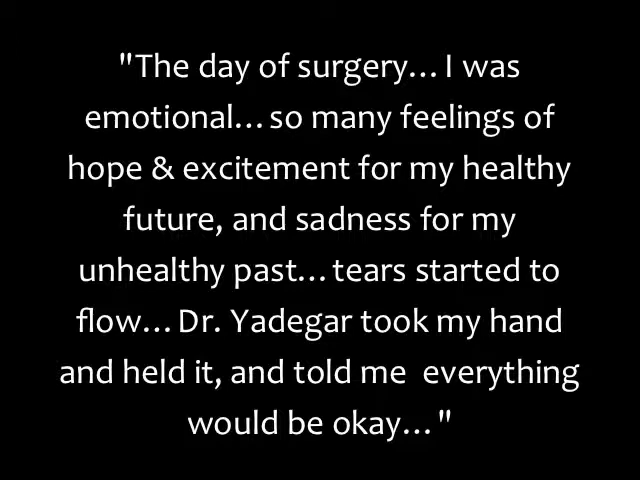 "The day of surgery…I was
emotional…so many feelings of
hope & excitement for my healthy
future, and sadness for my
unhealthy past…tears started to
flow…Dr. Yadegar took my hand
and held it, and told me  everything
would be okay…"